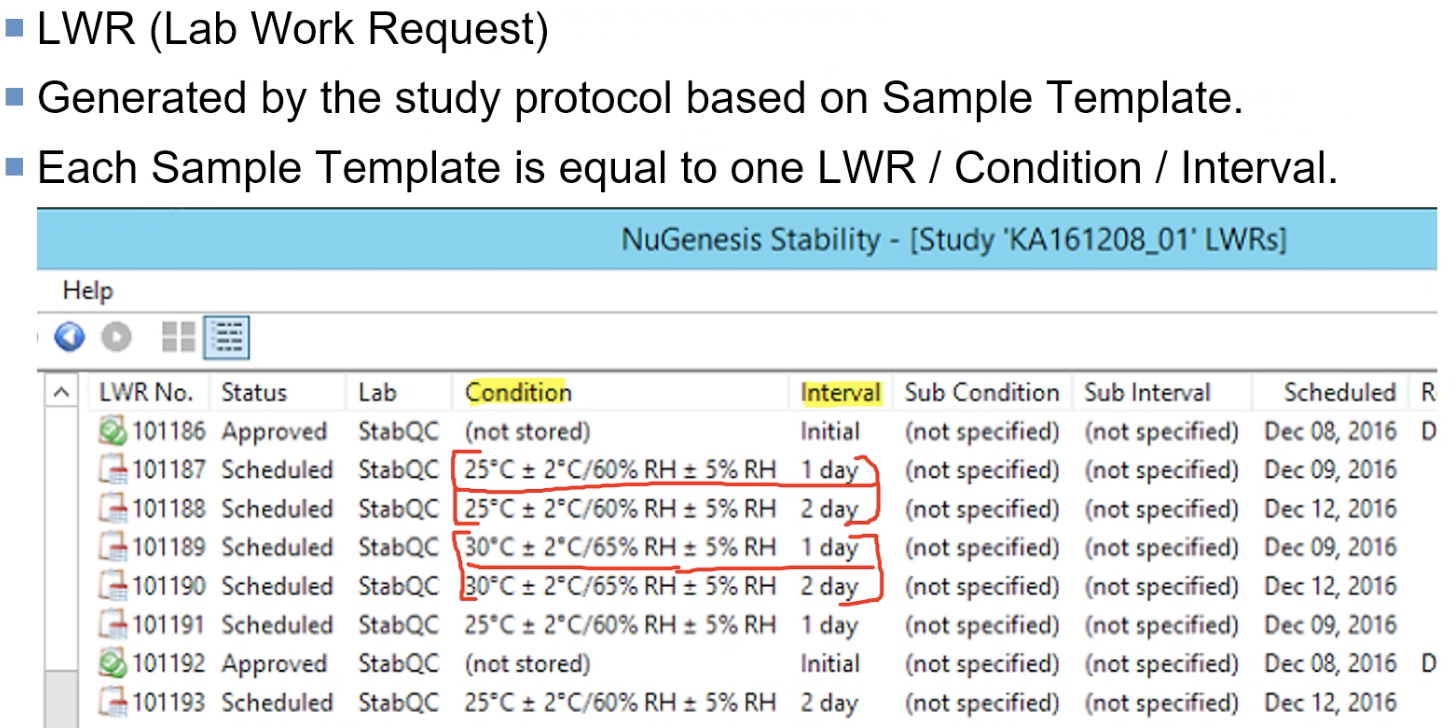 LWR (Lab Work Request)
Generated by the study protocol based on Sample Template.
Each Sample Template is equal to one LWR / Condition / Interval.
NuGenesis Stability - [Study 'KA161208_01' LWRs]
Help
LWR No. Status Lab Condition Interval Sub Condition Sub Interval Scheduled R
101186 Approved StabQC (not stored) Initial (not specified) (not specified) Dec 08, 2016 D
101187 Scheduled StabQC 25°C ± 2°C/60% RH ± 5% RH 1 day (not specified) (not specified) Dec 09, 2016
101188 Scheduled StabQC 25°C ± 2°C/60% RH ± 5% RH 2 day (not specified) (not specified) Dec 12, 2016
101189 Scheduled StabQC 30°C ± 2°C/65% RH ± 5% RH 1 day (not specified) (not specified) Dec 09, 2016
101190 Scheduled StabQC 30°C ± 2°C/65% RH ± 5% RH 2 day (not specified) (not specified) Dec 12, 2016
101191 Scheduled StabQC 25°C ± 2°C/60% RH ± 5% RH 1 day (not specified) (not specified) Dec 09, 2016
101192 Approved StabQC (not stored) Initial (not specified) (not specified) Dec 08, 2016 D
101193 Scheduled StabQC 25°C ± 2°C/60% RH ± 5% RH 2 day (not specified) (not specified) Dec 12, 2016